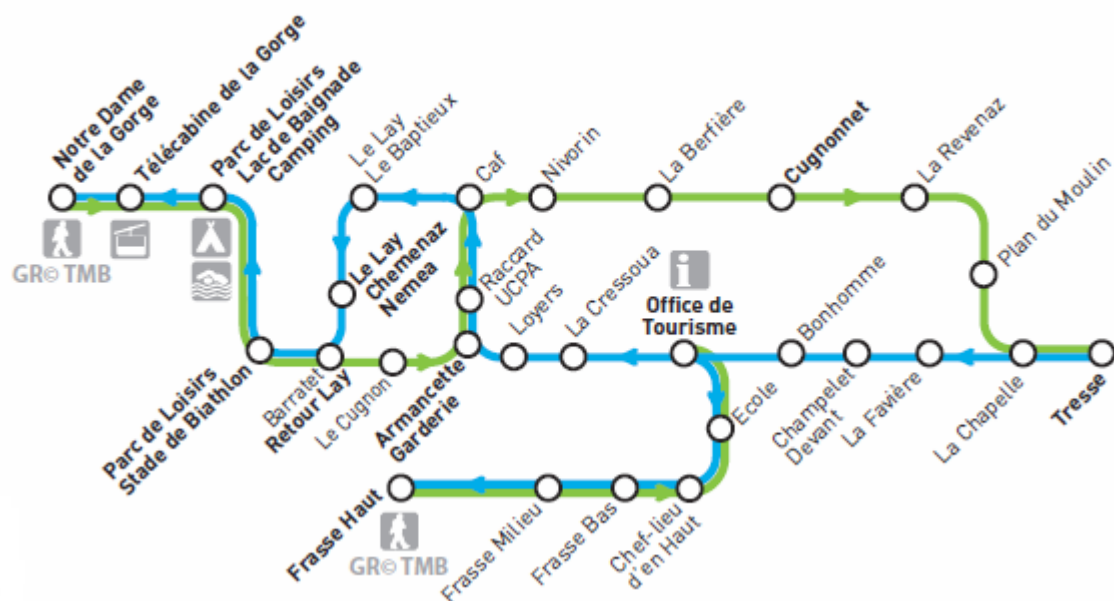 Notre Dame
de la Gorge
Télécabine de la Gorge
Parc de Loisirs
Lac de Baignade
Camping
Le Lay
Le Baptieux
Caf
Nivorin
La Berfière
Cugnonnet
La Revenaz
Plan du Moulin
GR© TMB
Le Lay
Chemenaz
Nemea
Raccard
UCPA
Loyers
La Cressoua
i
Office de
Tourisme
Bonhomme
Parc de Loisirs
Stade de Biathlon
Barratet
Retour Lay
Le Cugnon
Armancette
Garderie
Ecole
Champelet
Devant
La Favière
La Chapelle
Tresse
Frasse Haut
GR© TMB
Frasse Milieu
Frasse Bas
Chef-lieu
d'en Haut